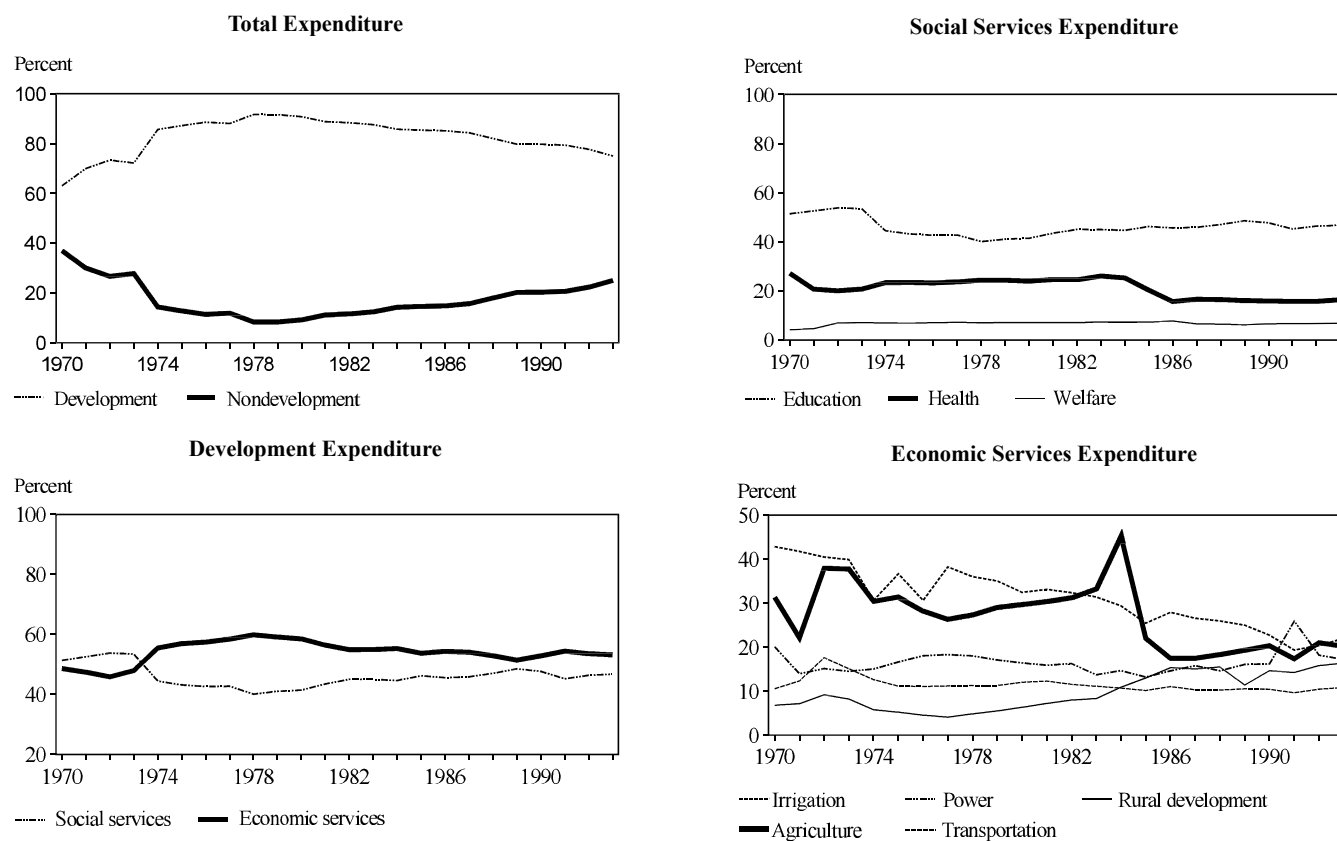 Total Expenditure
Percent
100
80
60
40
20
0
1970 1974 1978 1982 1986 1990
Development Nondevelopment
Social Services Expenditure
Percent
100
80
60
40
20
0
1970 1974 1978 1982 1986 1990
Education Health Welfare
Development Expenditure
Percent
100
80
60
40
20
1970 1974 1978 1982 1986 1990
Social services Economic services
Economic Services Expenditure
Percent
50
40
30
20
10
0
1970 1974 1978 1982 1986 1990
Irrigation Power Rural development
Agriculture Transportation